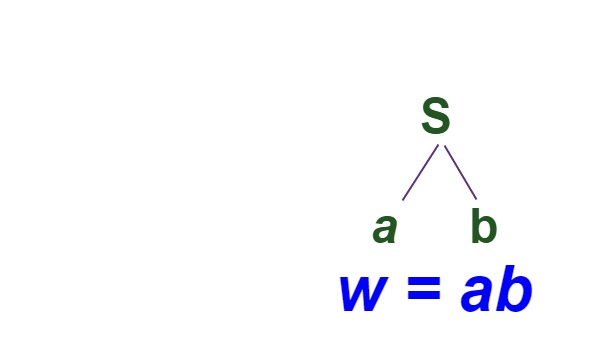 S
a b
w = ab